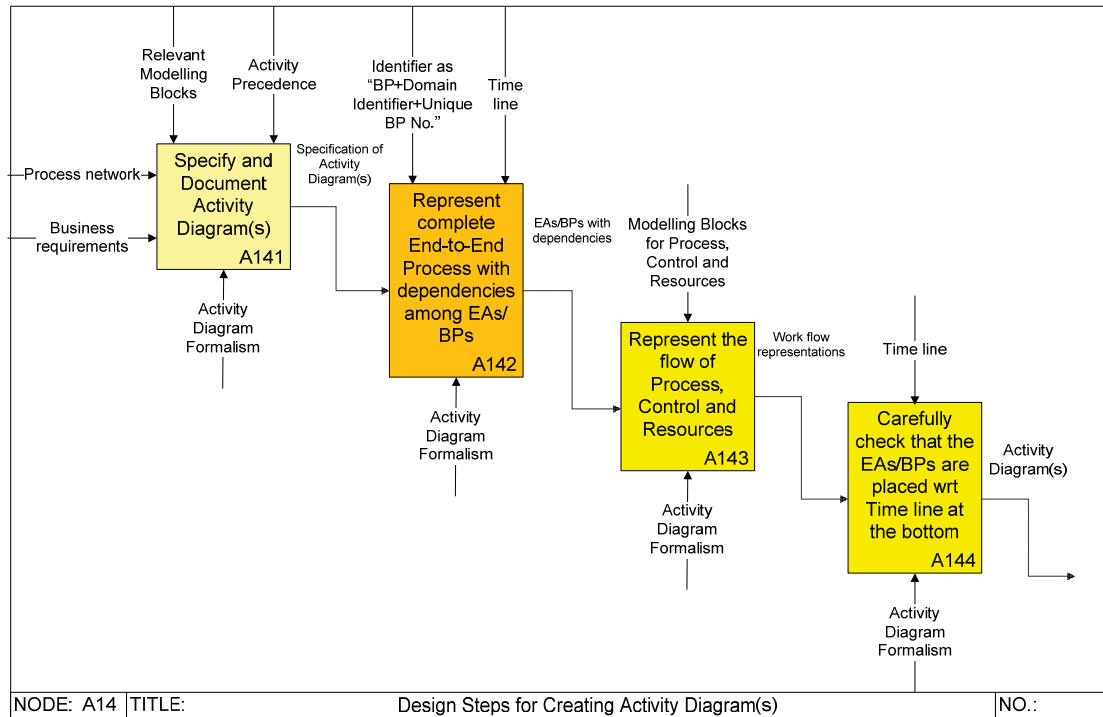 Relevant
Modelling
Blocks
Activity
Precedence
Identifier as
“BP+Domain
Identifier+Unique
BP No.”
Time
line
Process network
Business
requirements
Specify and
Document
Activity
Diagram(s)
A141
Specification of
Activity
Diagram(s)
Activity
Diagram
Formalism
Represent
complete
End-to-End
Process with
dependencies
among EAs/
BPs
A142
EAs/BPs with
dependencies
Activity
Diagram
Formalism
Modelling Blocks
for Process,
Control and
Resources
Represent the
flow of
Process,
Control and
Resources
A143
Work flow
representations
Activity
Diagram
Formalism
Time line
Carefully
check that the
EAs/BPs are
placed wrt
Time line at
the bottom
A144
Activity
Diagram(s)
Activity
Diagram
Formalism
NODE: A14
TITLE:
Design Steps for Creating Activity Diagram(s)
NO.: